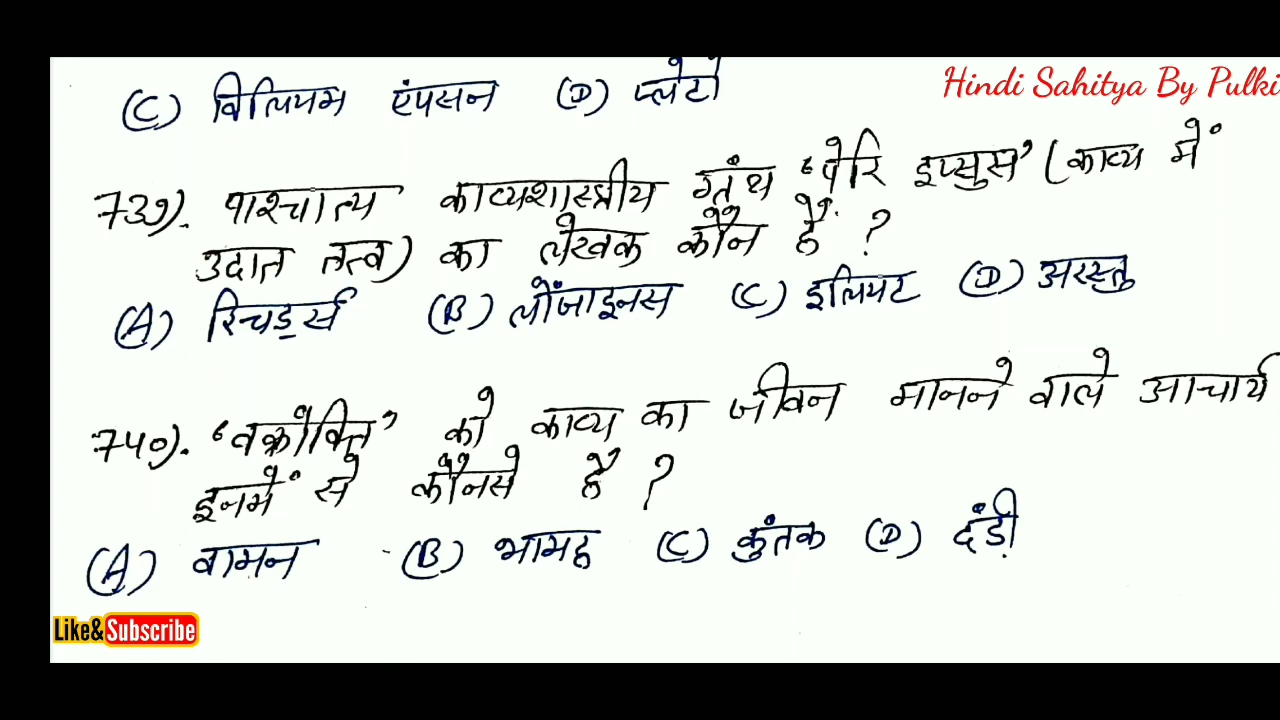 Hindi Sahitya By Pulki
(C) विलियम एंपसन (D) प्लेटो
739). पाश्चात्य काव्यशास्त्रीय ग्रंथ 'पेरि इप्सुस' (काव्य में
उदात तत्व) का लेखक कौन हैं ?
(A) रिचर्ड्स (B) लोंजाइनस (C) इलियट (D) अरस्तु
740). 'वक्रोक्ति' को काव्य का जीवन मानने वाले आचार्य
इनमें से कौनसे है ?
(A) वामन (B) भामह (C) कुंतक (D) दंडी
Like& Subscribe